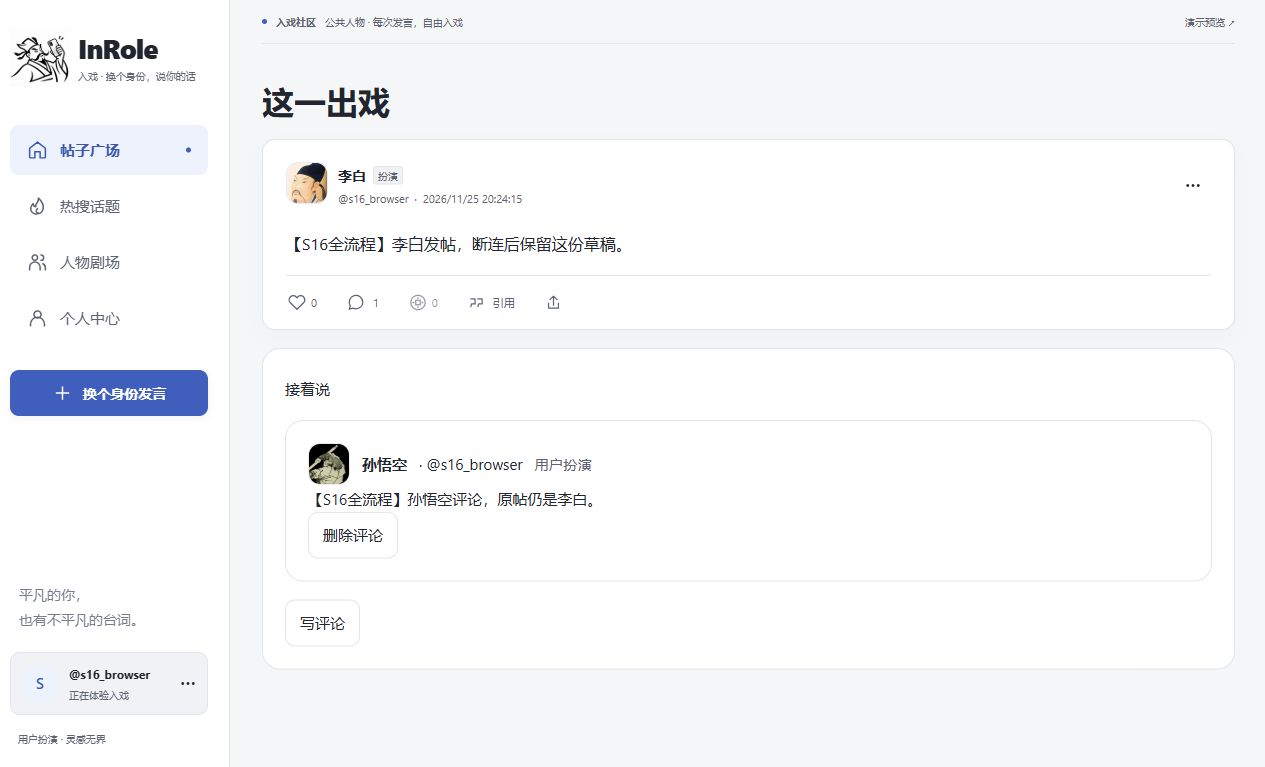 InRole
入戏 · 换个身份，说你的话
帖子广场
热搜话题
人物剧场
个人中心
换个身份发言
平凡的你，
也有不平凡的台词。
S
@s16_browser
正在体验入戏
用户扮演 · 灵感无界
入戏社区 公共人物 · 每次发言，自由入戏
演示预览 ↗
这一出戏
李白 扮演
@s16_browser · 2026/11/25 20:24:15
【S16全流程】李白发帖，断连后保留这份草稿。
0 1 0 引用
接着说
孙悟空 · @s16_browser 用户扮演
【S16全流程】孙悟空评论，原帖仍是李白。
删除评论
写评论